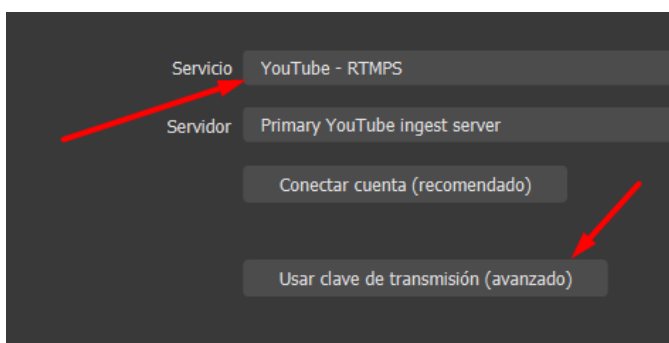 Servicio YouTube - RTMPS
Servidor Primary YouTube ingest server
Conectar cuenta (recomendado)
Usar clave de transmisión (avanzado)